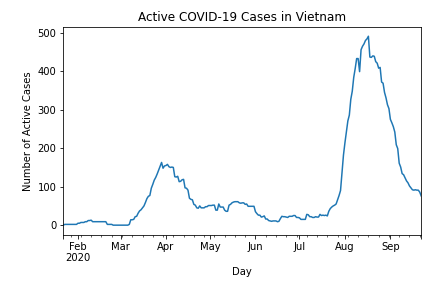 Active COVID-19 Cases in Vietnam
Number of Active Cases
500
400
300
200
100
0
Feb Mar Apr May Jun Jul Aug Sep
2020
Day